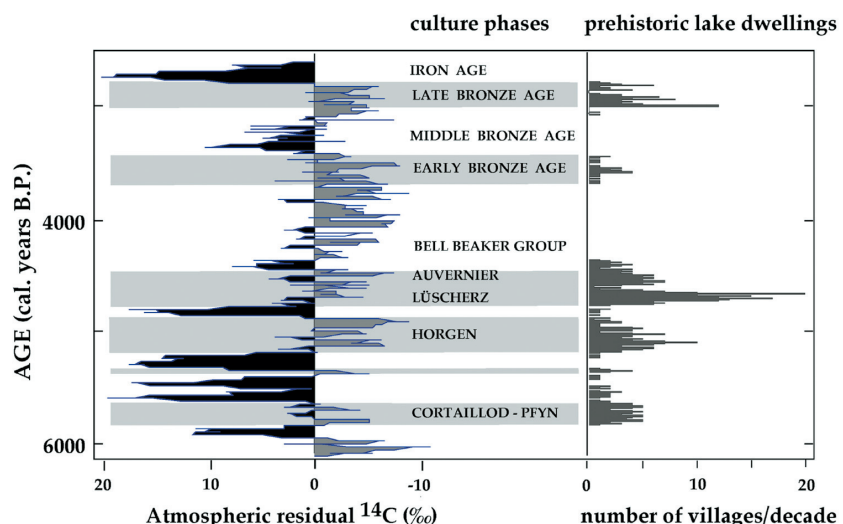 culture phases prehistoric lake dwellings
IRON AGE
LATE BRONZE AGE
MIDDLE BRONZE AGE
EARLY BRONZE AGE
4000
BELL BEAKER GROUP
AUVERNIER
LÜSCHERZ
HORGEN
CORTAILLOD - PFYN
6000
AGE (cal. years B.P.)
20 10 0 -10 0 10 20
Atmospheric residual ¹⁴C (‰) number of villages/decade